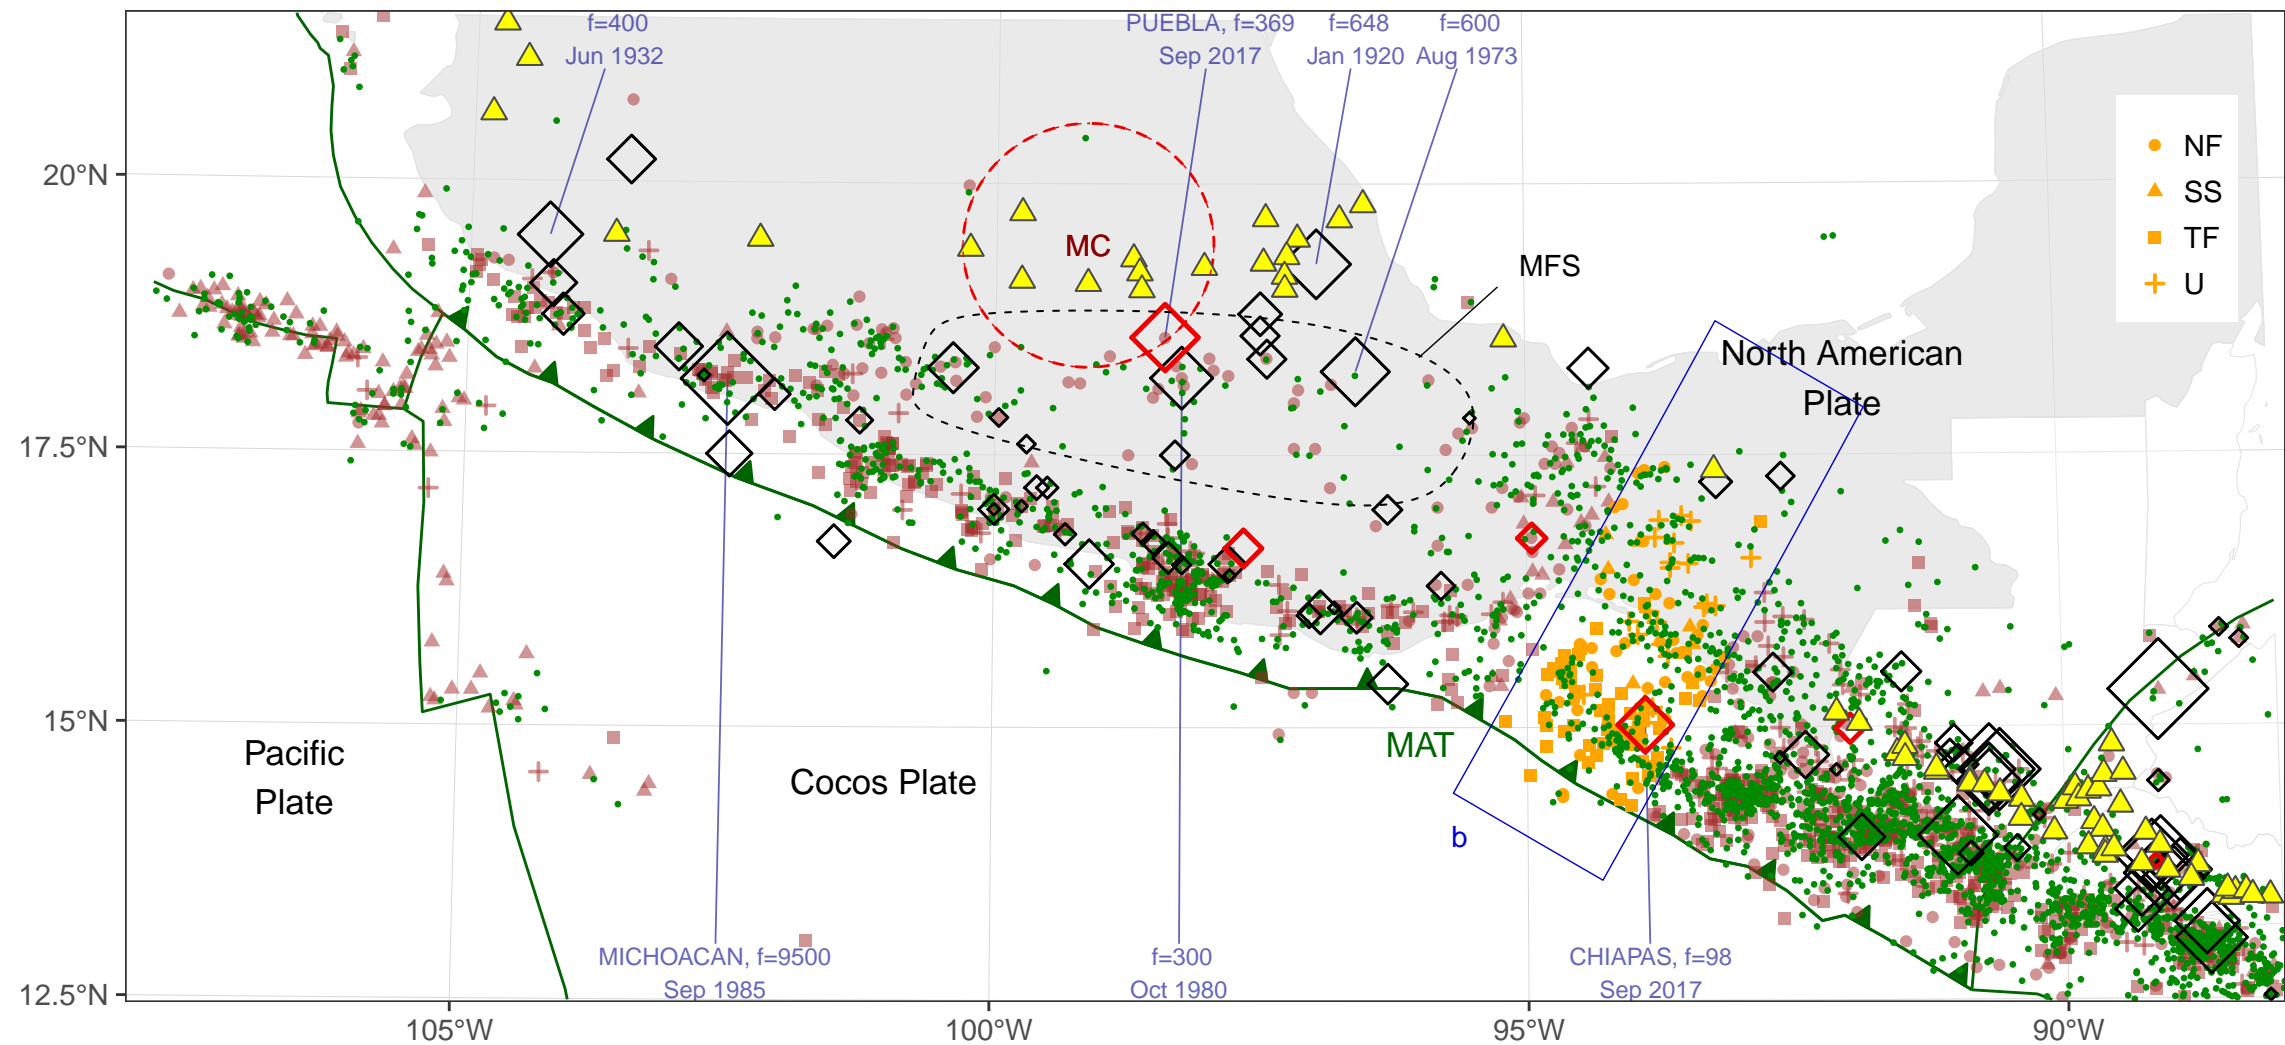 f=400
Jun 1932
PUEBLA, f=369
Sep 2017
f=648
Jan 1920
f=600
Aug 1973
NF
SS
TF
U
20°N
MC
MFS
North American
Plate
17.5°N
15°N
MAT
Pacific
Plate
Cocos Plate
b
MICHOACAN, f=9500
Sep 1985
f=300
Oct 1980
CHIAPAS, f=98
Sep 2017
12.5°N
105°W
100°W
95°W
90°W